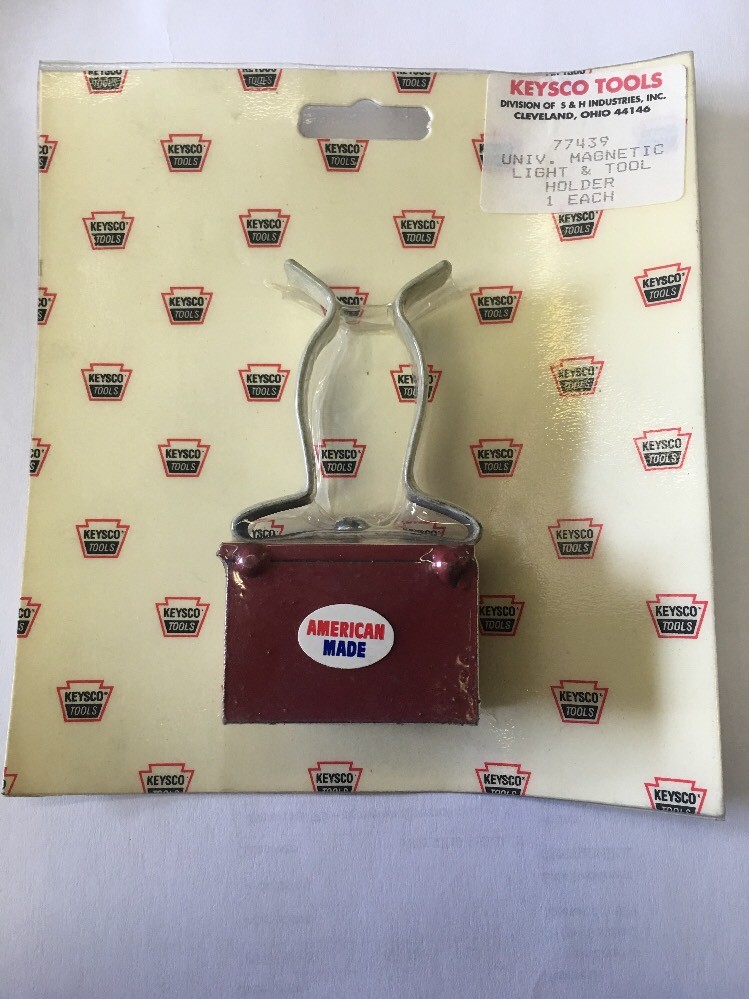 KEYSCO TOOLS
DIVISION OF S & H INDUSTRIES, INC.
CLEVELAND, OHIO 44146
77439
UNIV. MAGNETIC
LIGHT & TOOL
HOLDER
1 EACH
KEYSCO
TOOLS
AMERICAN
MADE